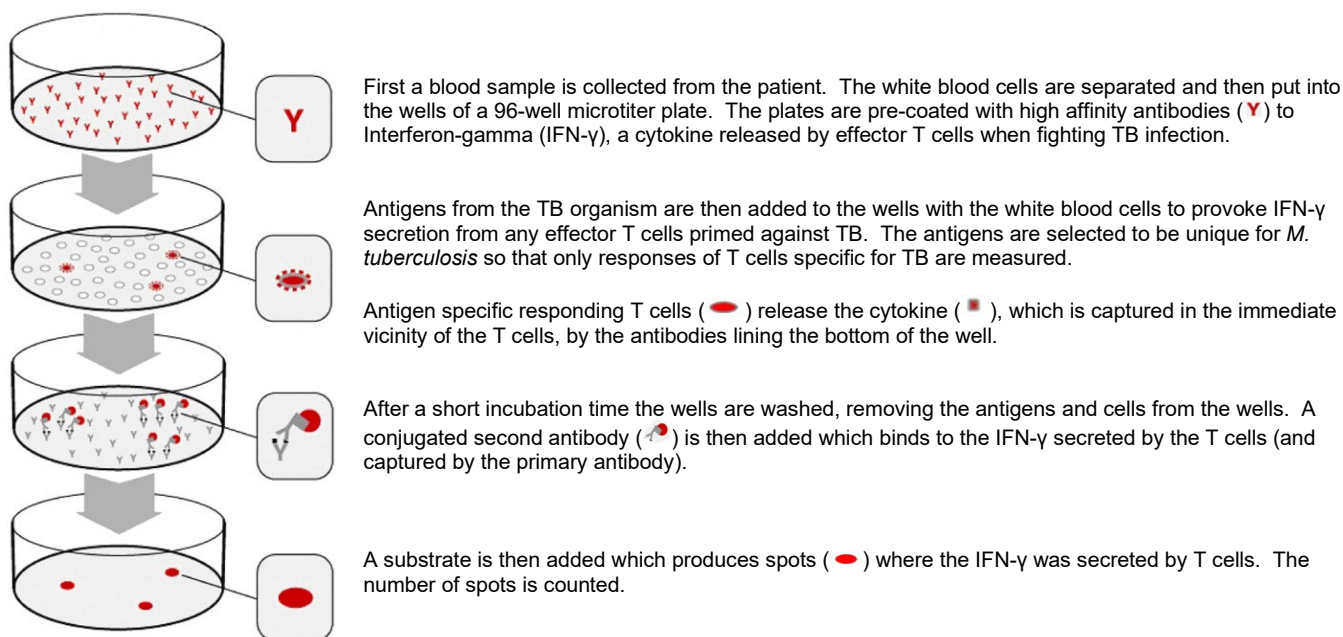 First a blood sample is collected from the patient.  The white blood cells are separated and then put into
the wells of a 96-well microtiter plate.  The plates are pre-coated with high affinity antibodies ( Y ) to
Interferon-gamma (IFN-γ), a cytokine released by effector T cells when fighting TB infection.
Y
Antigens from the TB organism are then added to the wells with the white blood cells to provoke IFN-γ
secretion from any effector T cells primed against TB.  The antigens are selected to be unique for M.
tuberculosis so that only responses of T cells specific for TB are measured.
Antigen specific responding T cells ( ) release the cytokine ( ), which is captured in the immediate
vicinity of the T cells, by the antibodies lining the bottom of the well.
After a short incubation time the wells are washed, removing the antigens and cells from the wells.  A
conjugated second antibody ( ) is then added which binds to the IFN-γ secreted by the T cells (and
captured by the primary antibody).
A substrate is then added which produces spots ( ) where the IFN-γ was secreted by T cells.  The
number of spots is counted.